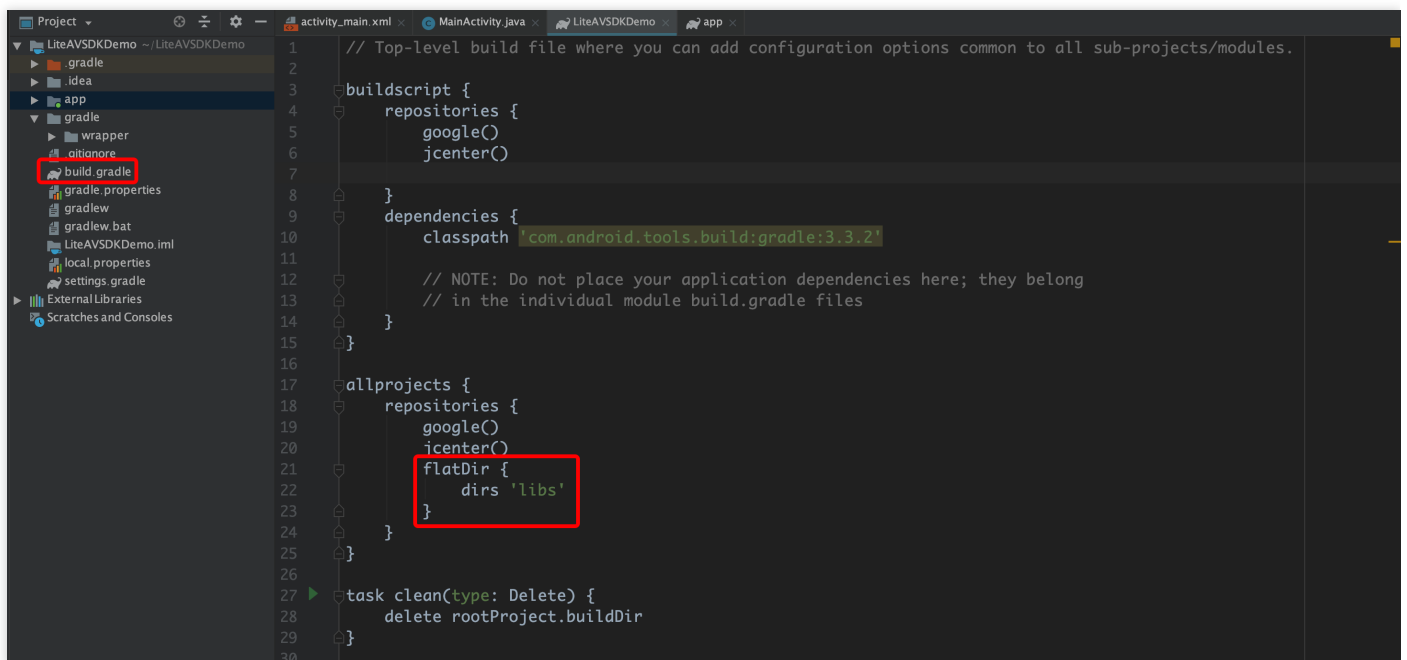 Project
activity_main.xml
MainActivity.java
LiteAVSDKDemo
app
LiteAVSDKDemo ~/LiteAVSDKDemo
.gradle
.idea
app
gradle
wrapper
.gitignore
build.gradle
gradle.properties
gradlew
gradlew.bat
LiteAVSDKDemo.iml
local.properties
settings.gradle
External Libraries
Scratches and Consoles
1 // Top-level build file where you can add configuration options common to all sub-projects/modules.
2
3 buildscript {
4 repositories {
5 google()
6 jcenter()
7
8 }
9 dependencies {
10 classpath 'com.android.tools.build:gradle:3.3.2'
11
12 // NOTE: Do not place your application dependencies here; they belong
13 // in the individual module build.gradle files
14 }
15 }
16
17 allprojects {
18 repositories {
19 google()
20 jcenter()
21 flatDir {
22 dirs 'libs'
23 }
24 }
25 }
26
27 task clean(type: Delete) {
28 delete rootProject.buildDir
29 }
30